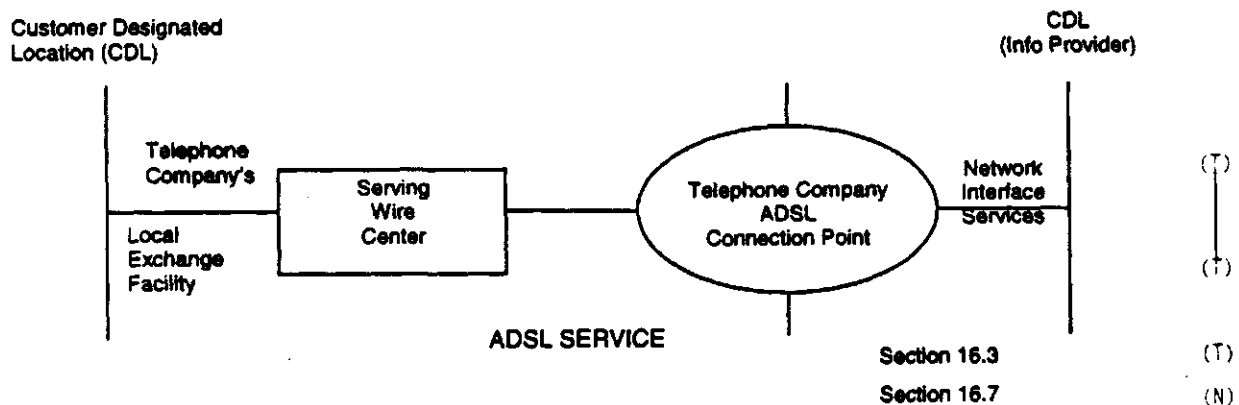 Customer Designated
Location (CDL)
CDL
(Info Provider)
Telephone
Company's
Local
Exchange
Facility
Serving
Wire
Center
Telephone Company
ADSL
Connection Point
Network
Interface
Services
(T)
(T)
ADSL SERVICE
Section 16.3
(T)
Section 16.7
(N)